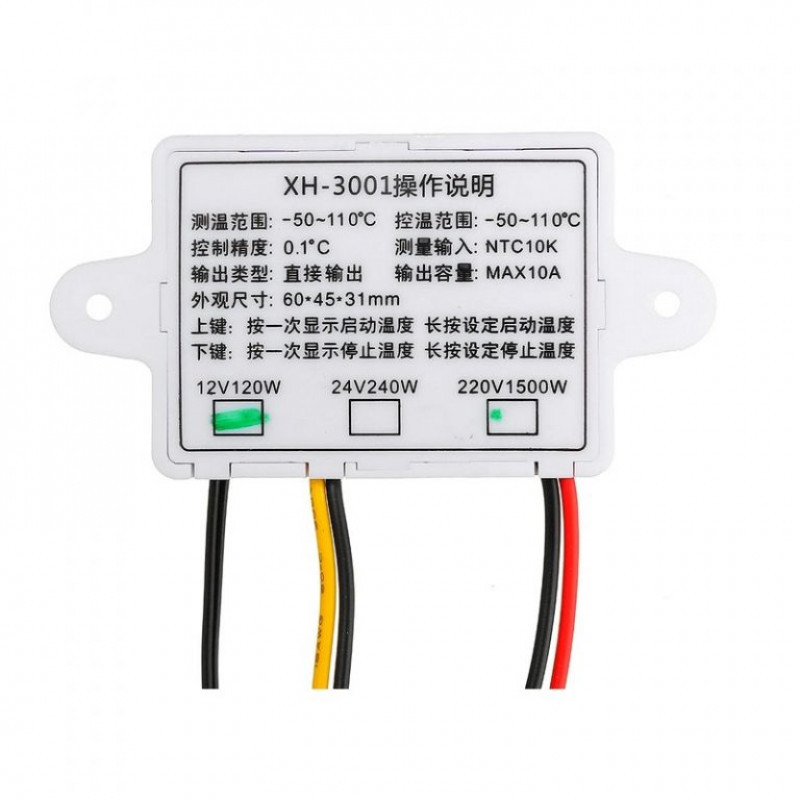 XH-3001操作说明
测温范围: -50~110℃ 控温范围: -50~110℃
控制精度: 0.1℃ 测量输入: NTC10K
输出类型: 直接输出 输出容量: MAX10A
外观尺寸: 60*45*31mm
上键: 按一次显示启动温度 长按设定启动温度
下键: 按一次显示停止温度 长按设定停止温度
12V120W 24V240W 220V1500W